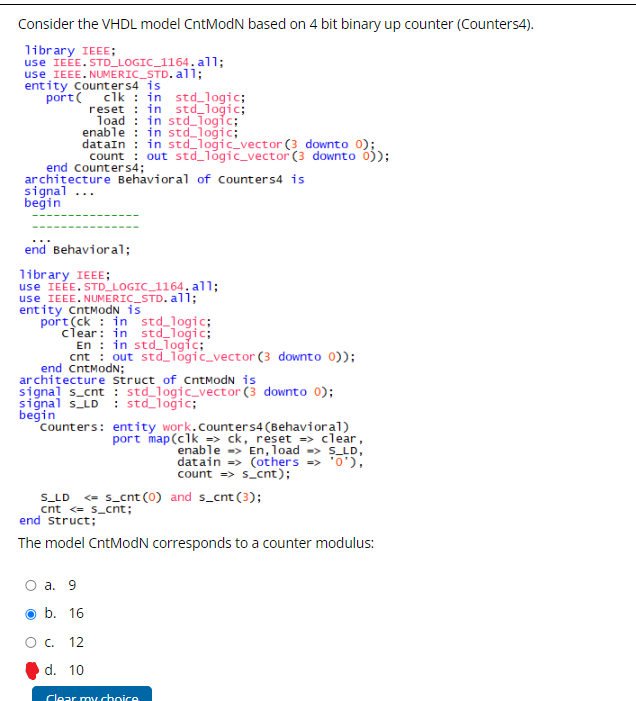 Consider the VHDL model CntModN based on 4 bit binary up counter (Counters4).
library IEEE;
use IEEE.STD_LOGIC_1164.all;
use IEEE.NUMERIC_STD.all;
entity Counters4 is
port( clk : in std_logic;
reset : in std_logic;
load : in std_logic;
enable : in std_logic;
dataIn : in std_logic_vector(3 downto 0);
count : out std_logic_vector(3 downto 0));
end Counters4;
architecture Behavioral of Counters4 is
signal ...
begin
---------------
---------------
...
end Behavioral;
library IEEE;
use IEEE.STD_LOGIC_1164.all;
use IEEE.NUMERIC_STD.all;
entity CntModN is
port(ck : in std_logic;
Clear: in std_logic;
En : in std_logic;
cnt : out std_logic_vector(3 downto 0));
end CntModN;
architecture Struct of CntModN is
signal s_cnt : std_logic_vector(3 downto 0);
signal s_LD : std_logic;
begin
Counters: entity work.Counters4(Behavioral)
port map(clk => ck, reset => clear,
enable => En,load => S_LD,
datain => (others => '0'),
count => s_cnt);
S_LD <= s_cnt(0) and s_cnt(3);
cnt <= s_cnt;
end Struct;
The model CntModN corresponds to a counter modulus:
a. 9
b. 16
c. 12
d. 10
Clear my choice